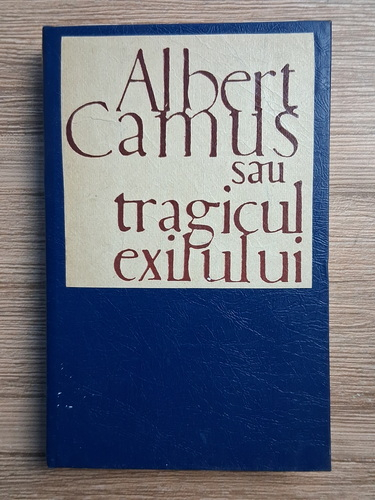 Albert
Camus
sau
tragicul
exilului